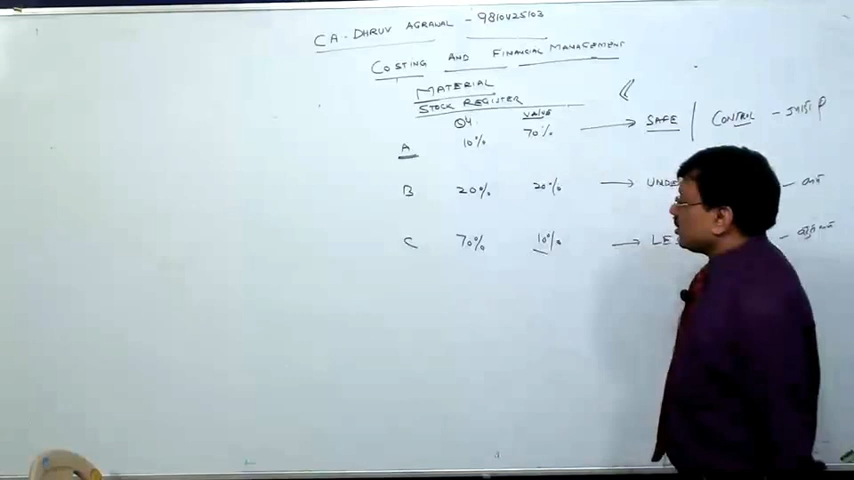 CA. DHRUV AGRAWAL - 9810425103
COSTING AND FINANCIAL MANAGEMENT
MATERIAL
STOCK REGISTER
Qty. VALUE
A 10% 70% → SAFE / CONTROL -
B 20% 20% → UNDE
C 70% 10% → LE